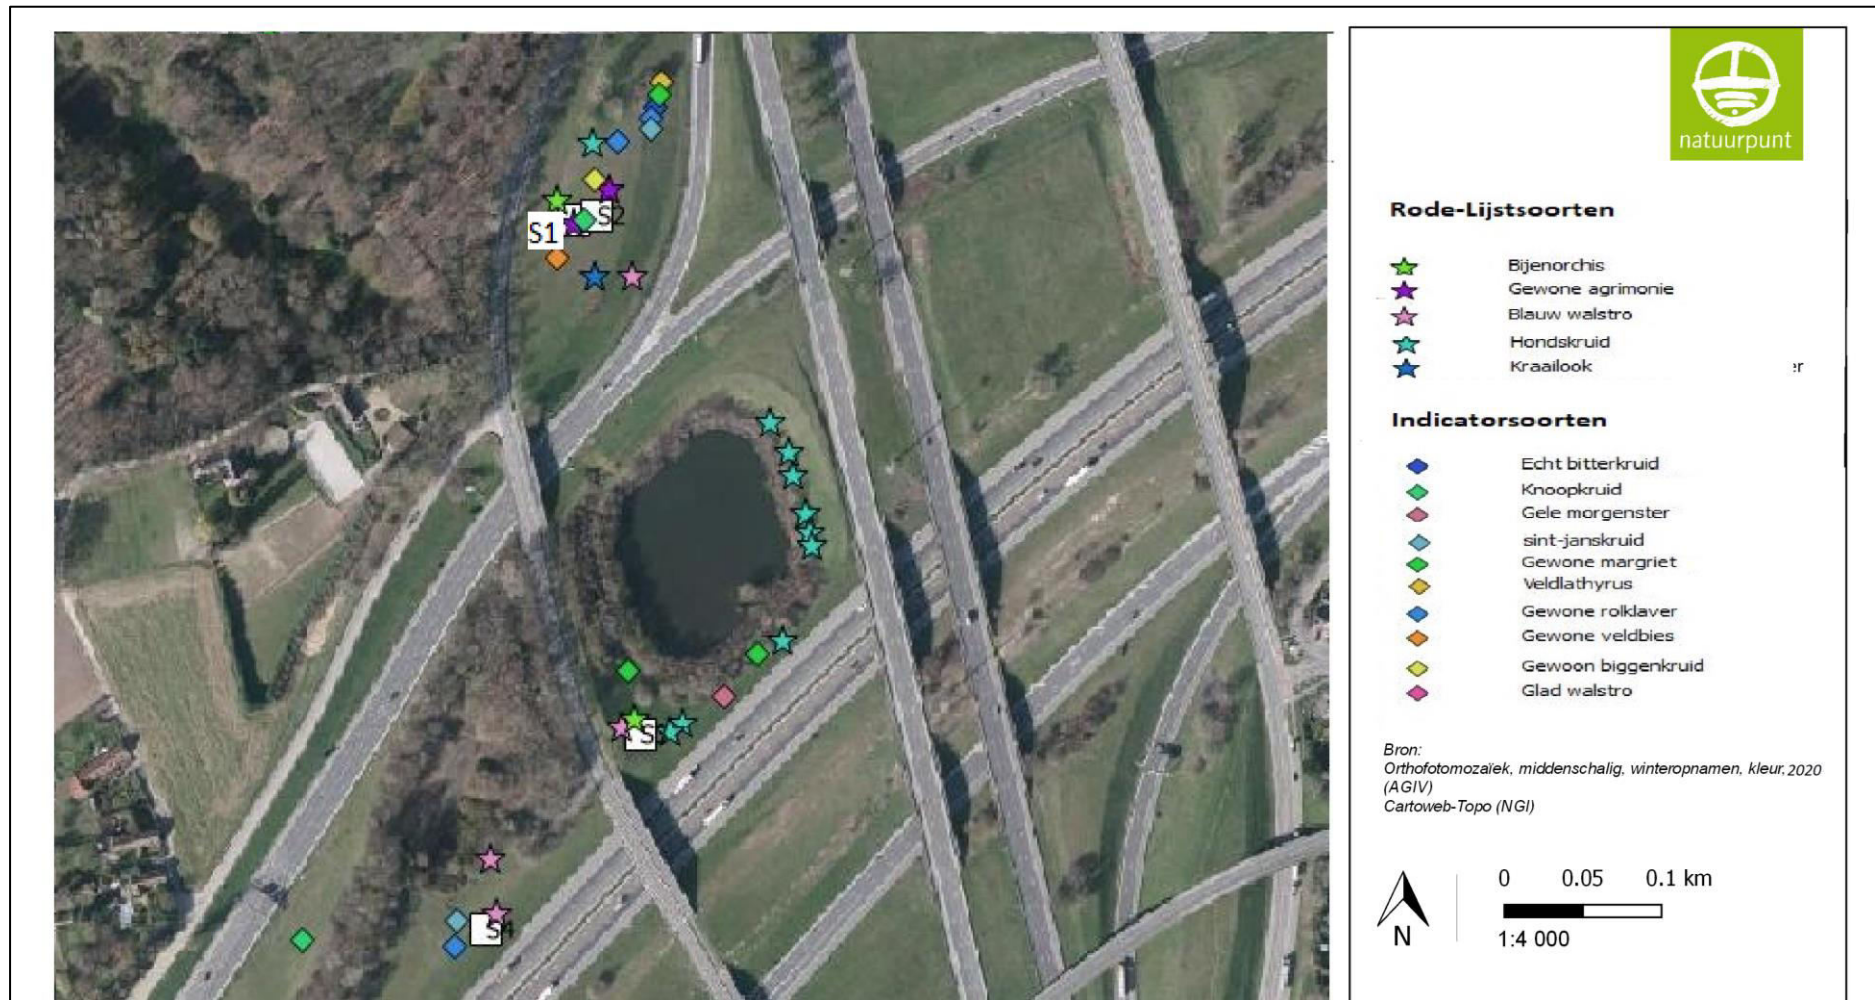 natuurpunt
Rode-Lijstsoorten
Bijenorchis
Gewone agrimonie
Blauw walstro
Hondskruid
Kraailook
Indicatorsoorten
Echt bitterkruid
Knoopkruid
Gele morgenster
sint-janskruid
Gewone margriet
Veldlathyrus
Gewone rolklaver
Gewone veldbies
Gewoon biggenkruid
Glad walstro
Bron:
Orthofotomozaïek, middenschalig, winteropnamen, kleur, 2020
(AGIV)
Cartoweb-Topo (NGI)
0 0.05 0.1 km
N
1:4 000
S2
S1
S4